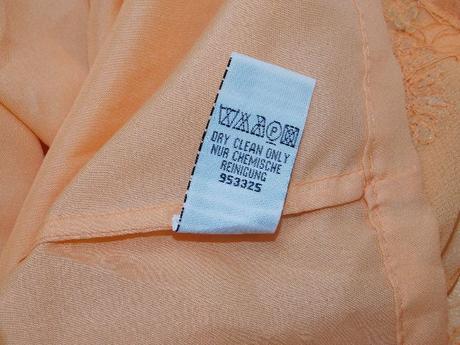 P
DRY CLEAN ONLY
NUR CHEMISCHE
REINIGUNG
953325